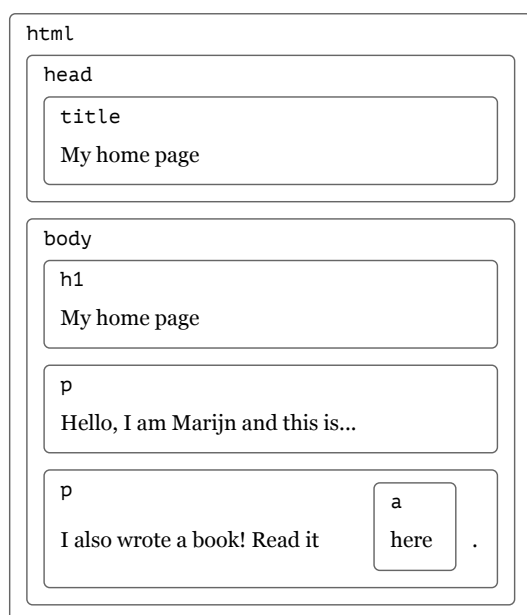 html
head
title
My home page
body
h1
My home page
p
Hello, I am Marijn and this is...
p
a
I also wrote a book! Read it here .